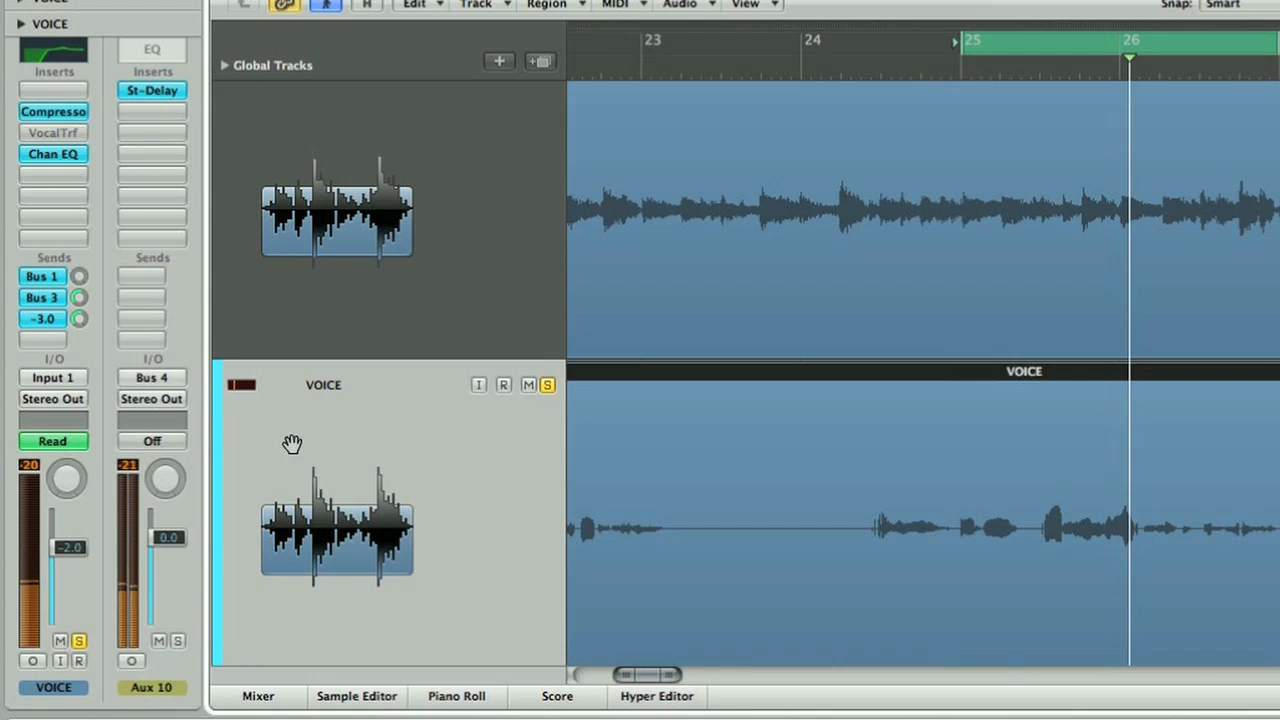 VOICE
VOICE
EQ
Inserts
Inserts
Compresso
St-Delay
VocalTrf
Chan EQ
Sends
Sends
Bus 1
Bus 3
-3.0
I/O
I/O
Input 1
Bus 4
Stereo Out
Stereo Out
Read
Off
-20
-21
-2.0
0.0
M S
M S
O I R
O
VOICE
Aux 10
H Edit Track Region MIDI Audio View
Snap: Smart
Global Tracks
+
23 24 25 26
VOICE
I R M S
VOICE
Mixer Sample Editor Piano Roll Score Hyper Editor